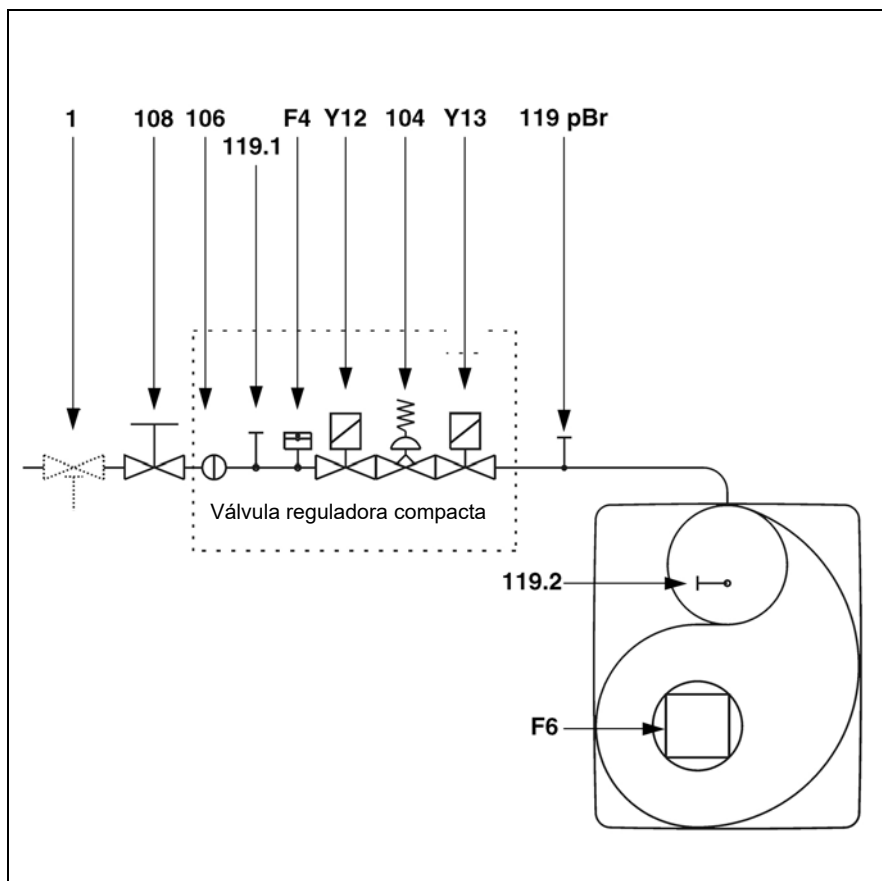 1 108 106 F4 Y12 104 Y13 119 pBr
119.1
Válvula reguladora compacta
119.2
F6